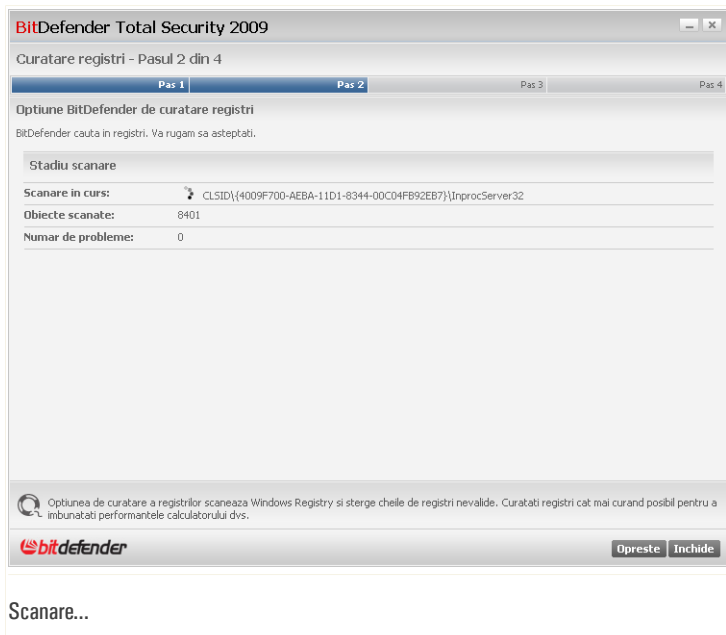 BitDefender Total Security 2009
Curatare registri - Pasul 2 din 4
Pas 1 Pas 2 Pas 3 Pas 4
Optiune BitDefender de curatare registri
BitDefender cauta in registri. Va rugam sa asteptati.
Stadiu scanare
Scanare in curs: CLSID\{4009F700-AEBA-11D1-8344-00C04FB92EB7}\InprocServer32
Obiecte scanate: 8401
Numar de probleme: 0
Optiunea de curatare a registrilor scaneaza Windows Registry si sterge cheile de registri nevalide. Curatati registri cat mai curand posibil pentru a
imbunatati performantele calculatorului dvs.
bitdefender
Opreste Inchide
Scanare...